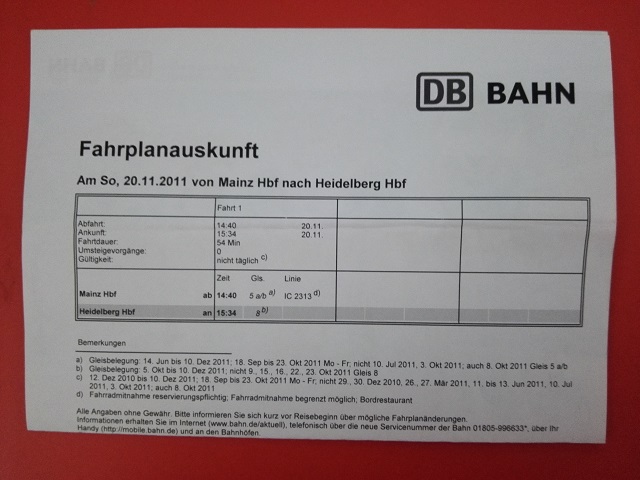 DB BAHN
Fahrplanauskunft
Am So, 20.11.2011 von Mainz Hbf nach Heidelberg Hbf
Fahrt 1
Abfahrt: 14:40 20.11.
Ankunft: 15:34 20.11.
Fahrtdauer: 54 Min
Umsteigevorgänge: 0
Gültigkeit: nicht täglich c)
Zeit Gls. Linie
Mainz Hbf ab 14:40 5 a/b a) IC 2313 d)
Heidelberg Hbf an 15:34 8 b)
Bemerkungen
a) Gleisbelegung: 14. Jun bis 10. Dez 2011; 18. Sep bis 23. Okt 2011 Mo - Fr; nicht 10. Jul 2011, 3. Okt 2011; auch 8. Okt 2011 Gleis 5 a/b
b) Gleisbelegung: 5. Okt bis 10. Dez 2011; nicht 9., 15., 16., 22., 23. Okt 2011 Gleis 8
c) 12. Dez 2010 bis 10. Dez 2011; 18. Sep bis 23. Okt 2011 Mo - Fr; nicht 29., 30. Dez 2010, 26., 27. Mär 2011, 11. bis 13. Jun 2011, 10. Jul
2011, 3. Okt 2011; auch 8. Okt 2011
d) Fahrradmitnahme reservierungspflichtig; Fahrradmitnahme begrenzt möglich; Bordrestaurant
Alle Angaben ohne Gewähr. Bitte informieren Sie sich kurz vor Reisebeginn über mögliche Fahrplanänderungen.
Informationen erhalten Sie im Internet (www.bahn.de/aktuell), telefonisch über die neue Servicenummer der Bahn 01805-996633*, über Ihr
Handy (http://mobile.bahn.de) und an den Bahnhöfen.